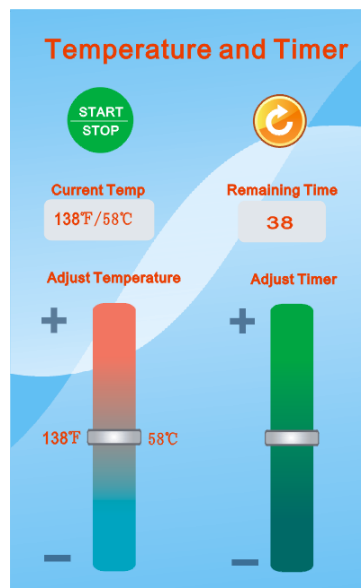 Temperature and Timer
START
STOP
Current Temp
Remaining Time
138℉/58℃
38
Adjust Temperature
Adjust Timer
+
+
138℉
58℃
−
−